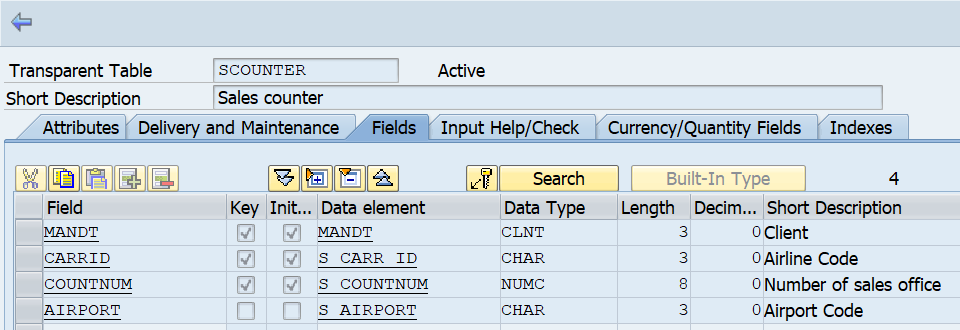 Transparent Table SCOUNTER Active
Short Description Sales counter
Attributes Delivery and Maintenance Fields Input Help/Check Currency/Quantity Fields Indexes
Search Built-In Type 4
Field Key Init... Data element Data Type Length Decim... Short Description
MANDT MANDT CLNT 3 0 Client
CARRID S_CARR_ID CHAR 3 0 Airline Code
COUNTNUM S_COUNTNUM NUMC 8 0 Number of sales office
AIRPORT S_AIRPORT CHAR 3 0 Airport Code